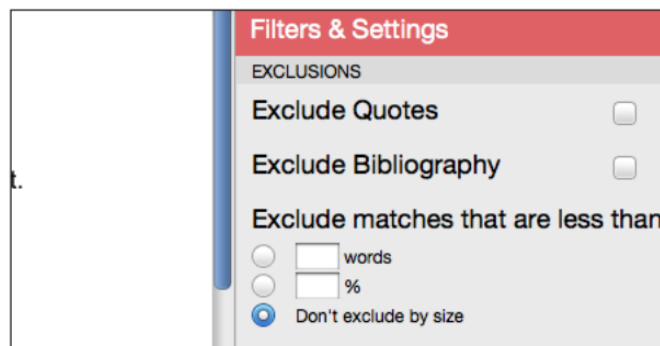 Filters & Settings
EXCLUSIONS
Exclude Quotes
Exclude Bibliography
t.
Exclude matches that are less than
words
%
Don't exclude by size